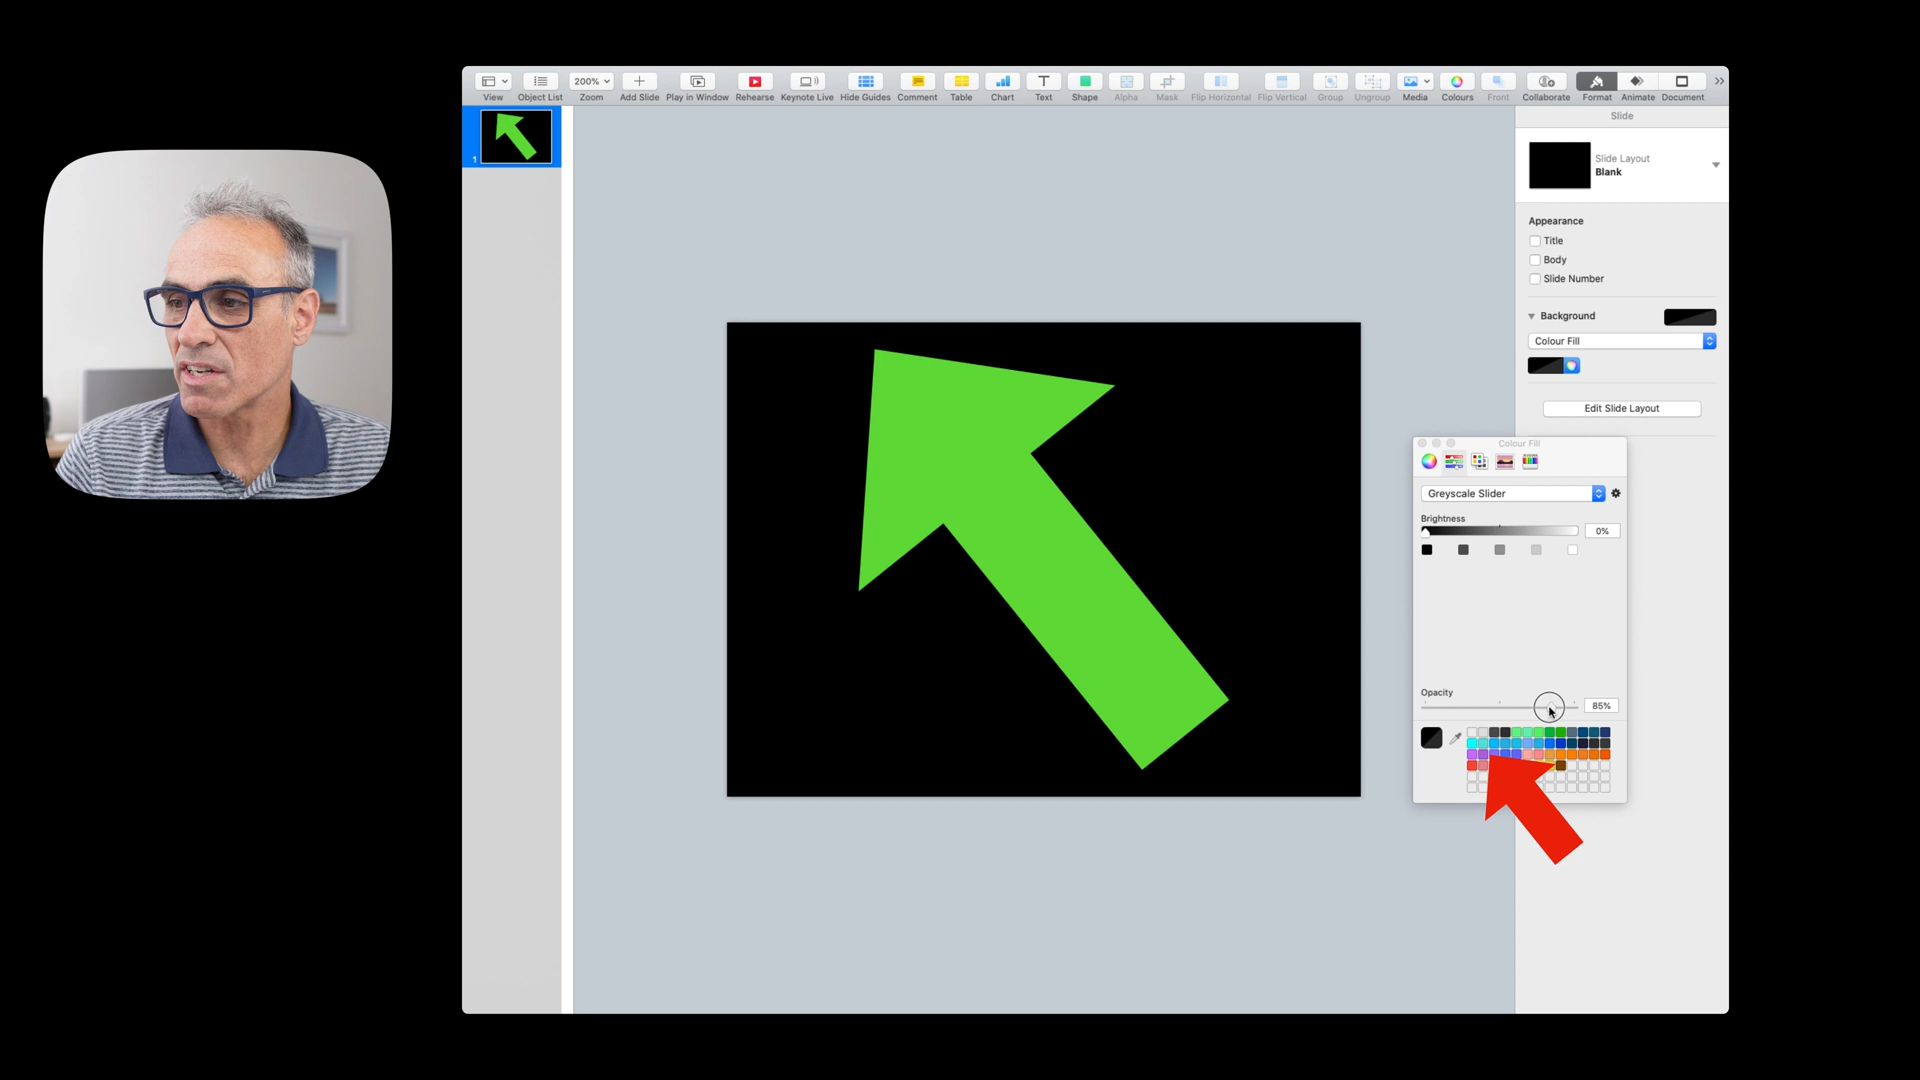 200%
View
Object List
Zoom
Add Slide
Play in Window
Rehearse
Keynote Live
Hide Guides
Comment
Table
Chart
Text
Shape
Alpha
Mask
Flip Horizontal
Flip Vertical
Group
Ungroup
Media
Colours
Front
Collaborate
Format
Animate
Document
1
Slide
Slide Layout
Blank
Appearance
Title
Body
Slide Number
Background
Colour Fill
Edit Slide Layout
Colour Fill
Greyscale Slider
Brightness
0%
Opacity
85%